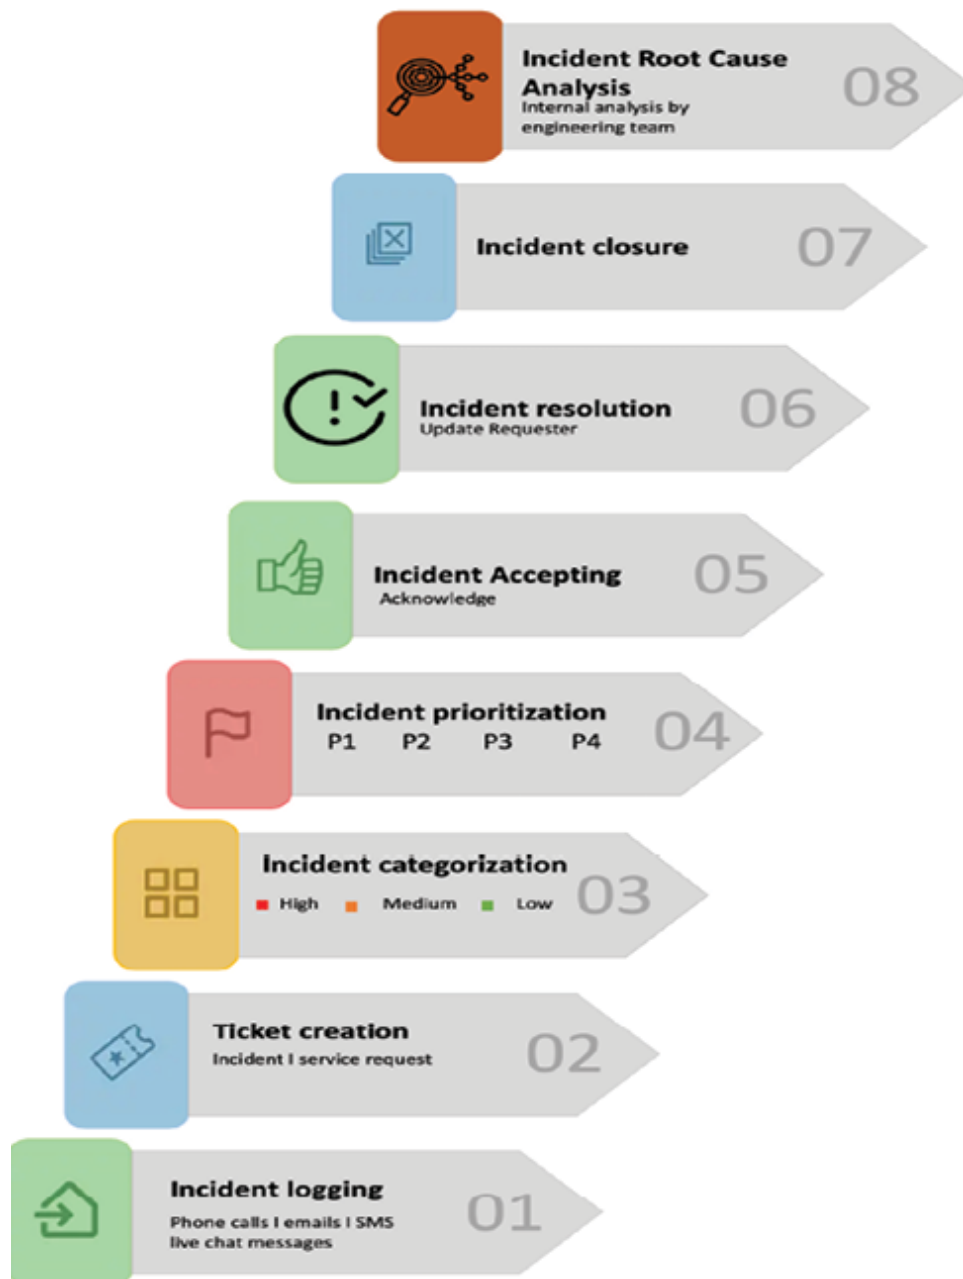 Incident Root Cause
Analysis
Internal analysis by
engineering team
08
Incident closure
07
Incident resolution
Update Requester
06
Incident Accepting
Acknowledge
05
Incident prioritization
P1 P2 P3 P4
04
Incident categorization
High Medium Low
03
Ticket creation
Incident I service request
02
Incident logging
Phone calls I emails I SMS
live chat messages
01